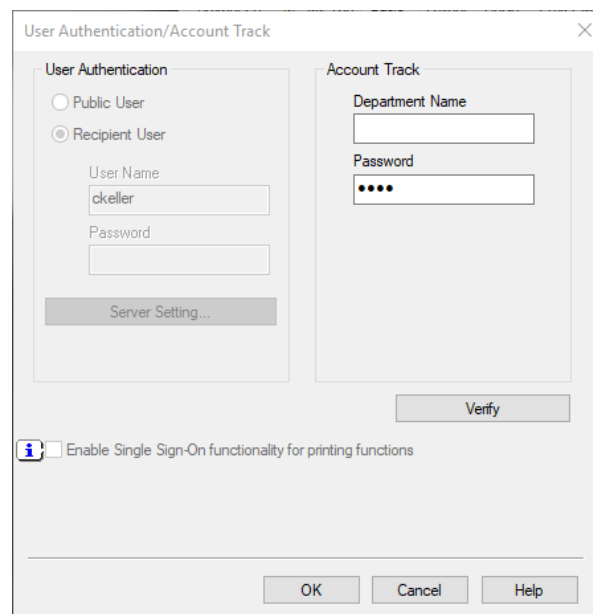 User Authentication/Account Track
User Authentication
Public User
Recipient User
User Name
ckeller
Password
Server Setting...
Account Track
Department Name
Password
••••
Verify
i
Enable Single Sign-On functionality for printing functions
OK
Cancel
Help